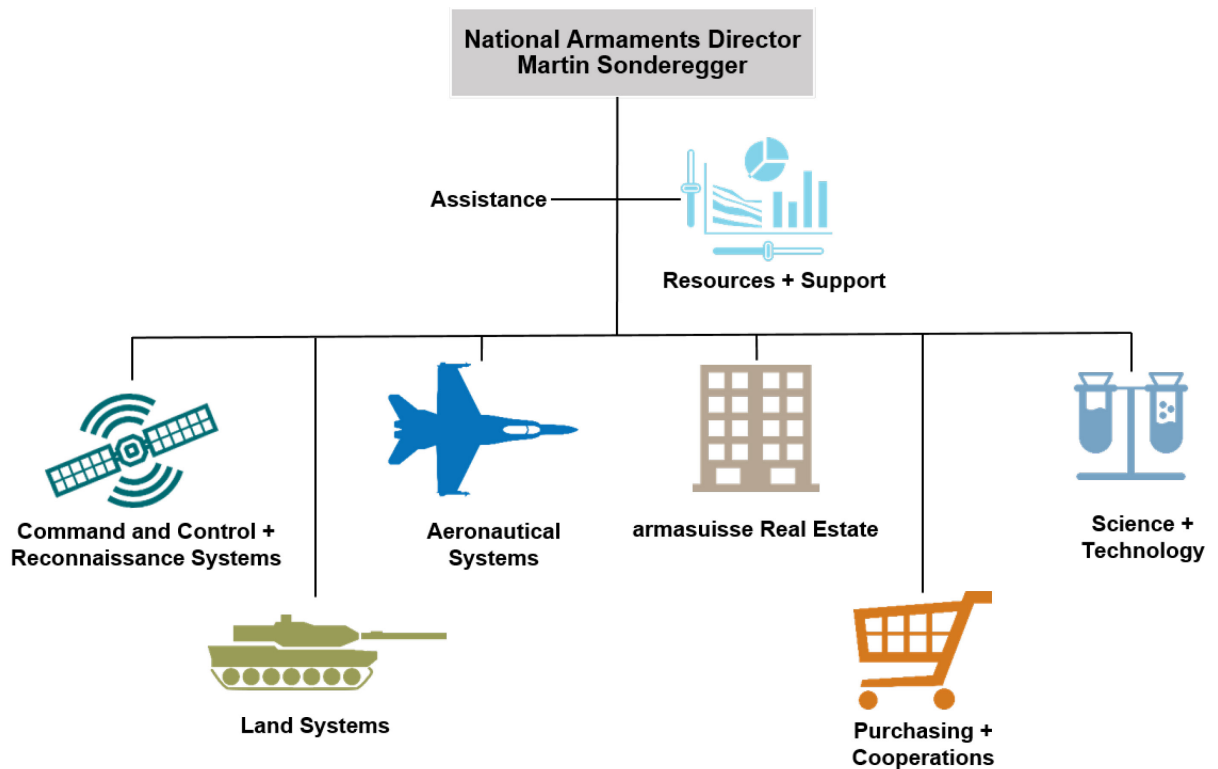 National Armaments Director
Martin Sonderegger
Assistance
Resources + Support
Command and Control +
Reconnaissance Systems
Aeronautical
Systems
armasuisse Real Estate
Science +
Technology
Land Systems
Purchasing +
Cooperations